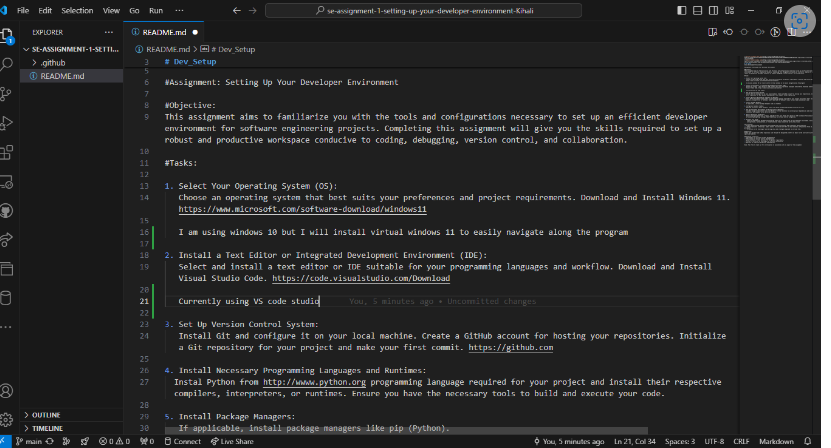 File Edit Selection View Go Run ···
se-assignment-1-setting-up-your-developer-environment-Kihali
EXPLORER ···
SE-ASSIGNMENT-1-SETTI...
.github
README.md
README.md
README.md > # Dev_Setup
3 # Dev_Setup
5
6 #Assignment: Setting Up Your Developer Environment
7
8 #Objective:
9 This assignment aims to familiarize you with the tools and configurations necessary to set up an efficient developer
environment for software engineering projects. Completing this assignment will give you the skills required to set up a
robust and productive workspace conducive to coding, debugging, version control, and collaboration.
10
11 #Tasks:
12
13 1. Select Your Operating System (OS):
14 Choose an operating system that best suits your preferences and project requirements. Download and Install Windows 11.
https://www.microsoft.com/software-download/windows11
15
16 I am using windows 10 but I will install virtual windows 11 to easily navigate along the program
17
18 2. Install a Text Editor or Integrated Development Environment (IDE):
19 Select and install a text editor or IDE suitable for your programming languages and workflow. Download and Install
Visual Studio Code. https://code.visualstudio.com/Download
20
21 Currently using VS code studio You, 5 minutes ago • Uncommitted changes
22
23 3. Set Up Version Control System:
24 Install Git and configure it on your local machine. Create a GitHub account for hosting your repositories. Initialize
a Git repository for your project and make your first commit. https://github.com
25
26 4. Install Necessary Programming Languages and Runtimes:
27 Instal Python from http://wwww.python.org programming language required for your project and install their respective
compilers, interpreters, or runtimes. Ensure you have the necessary tools to build and execute your code.
28
29 5. Install Package Managers:
30 If applicable, install package managers like pip (Python).
OUTLINE
TIMELINE
main 0 0 0 Connect Live Share You, 5 minutes ago Ln 21, Col 34 Spaces: 3 UTF-8 CRLF Markdown